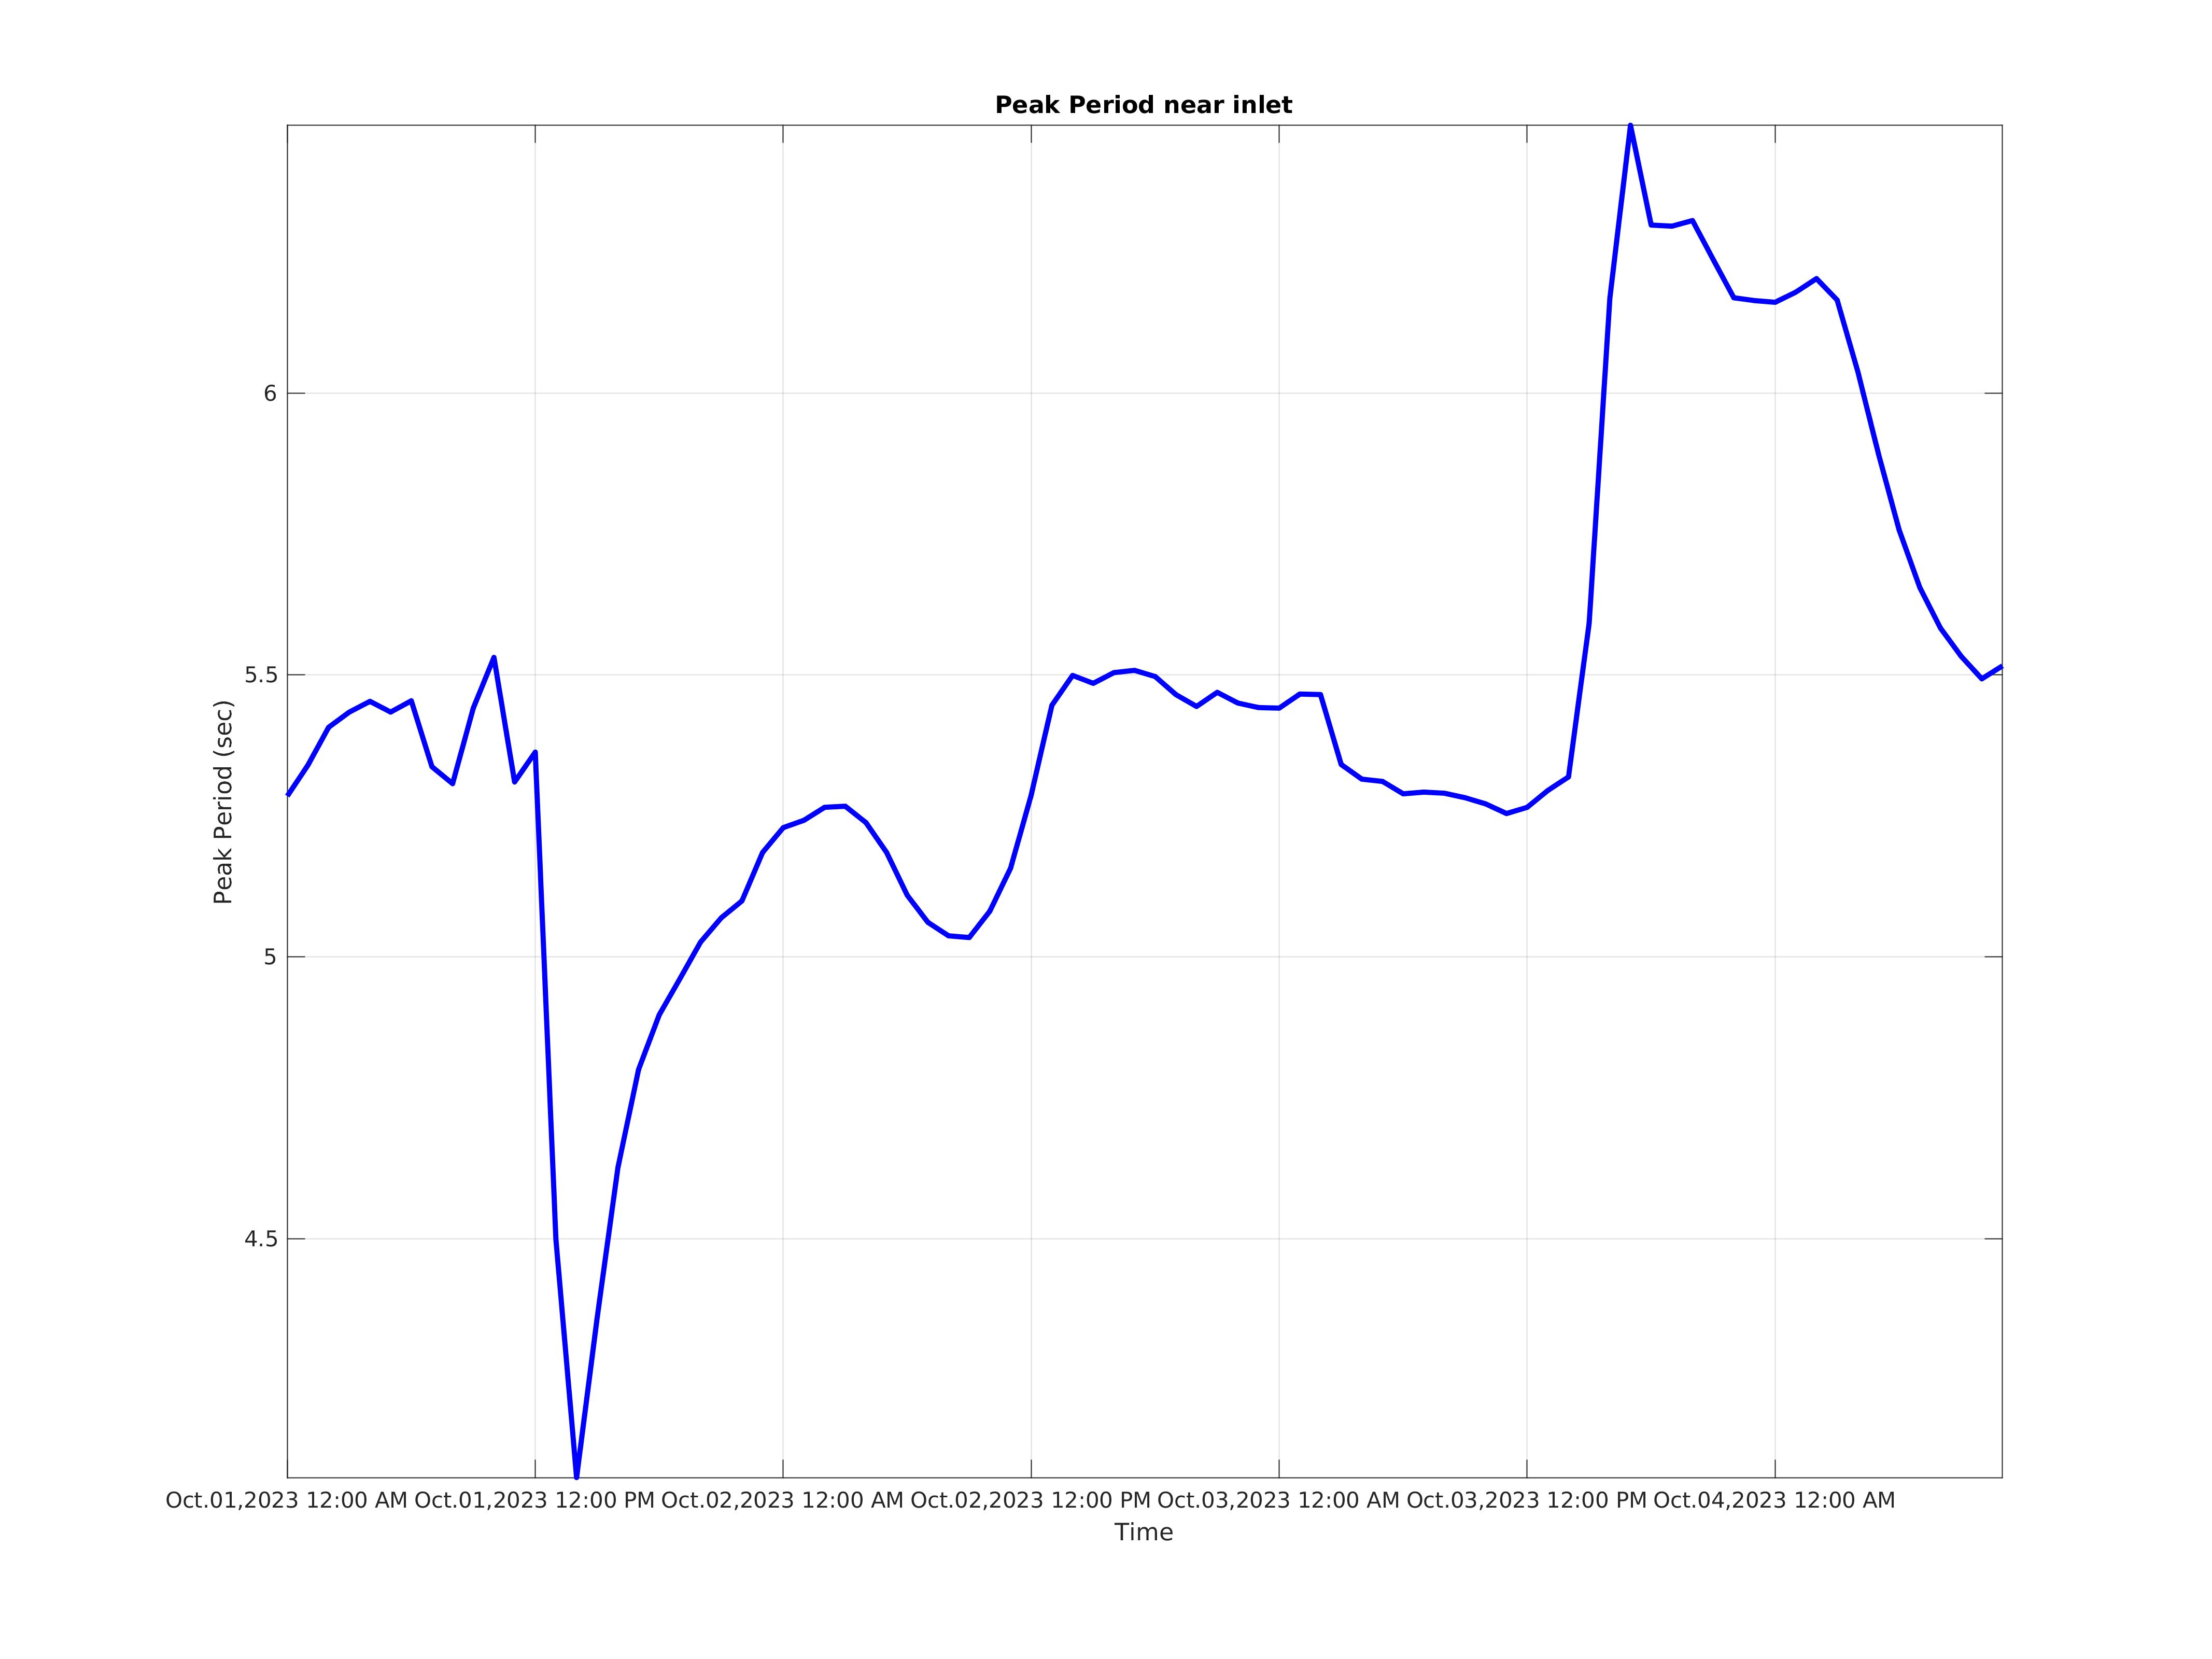 Peak Period near inlet
6
5.5
5
4.5
Peak Period (sec)
Oct.01,2023 12:00 AM Oct.01,2023 12:00 PM Oct.02,2023 12:00 AM Oct.02,2023 12:00 PM Oct.03,2023 12:00 AM Oct.03,2023 12:00 PM Oct.04,2023 12:00 AM
Time